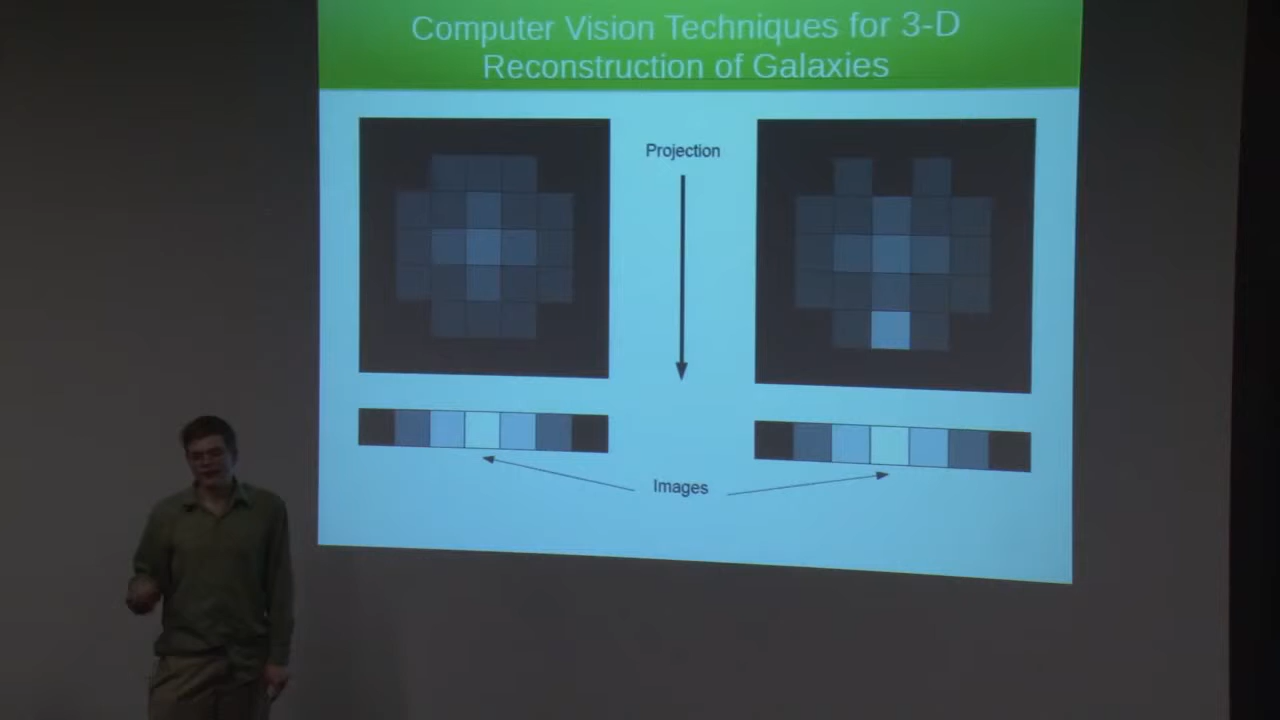 Computer Vision Techniques for 3-D
Reconstruction of Galaxies
Projection
Images